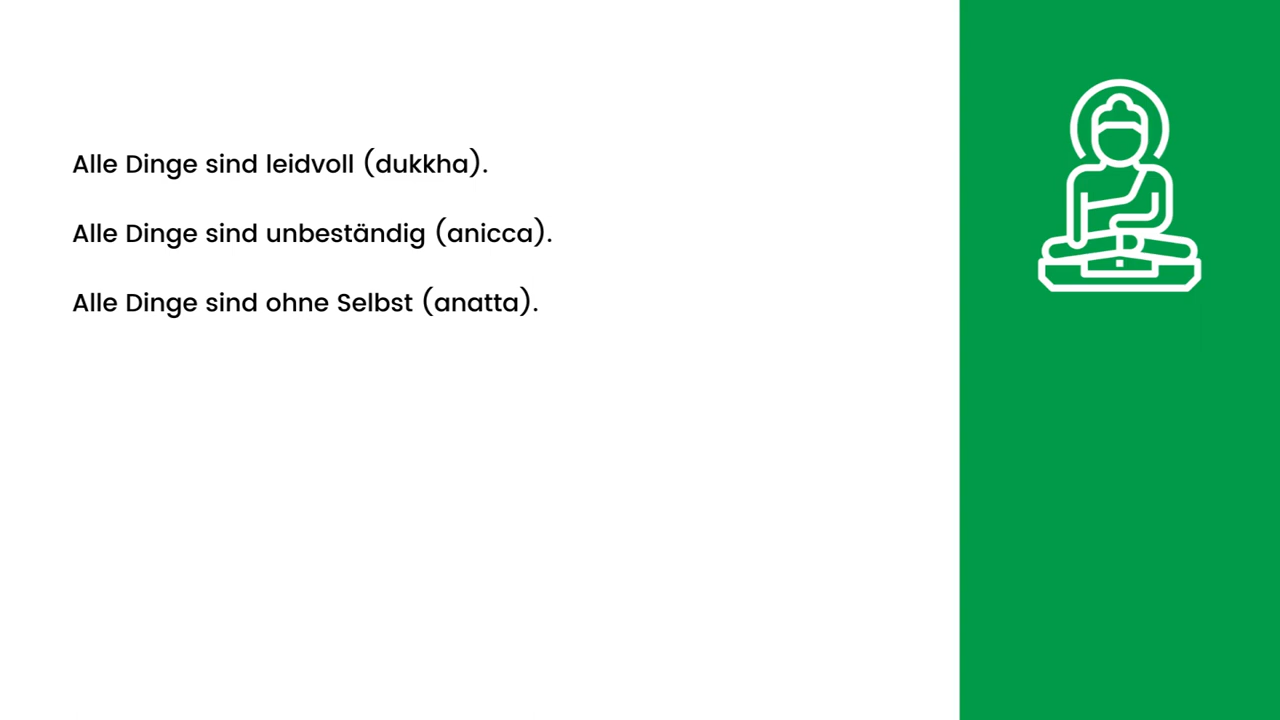 Alle Dinge sind leidvoll (dukkha).
Alle Dinge sind unbeständig (anicca).
Alle Dinge sind ohne Selbst (anatta).